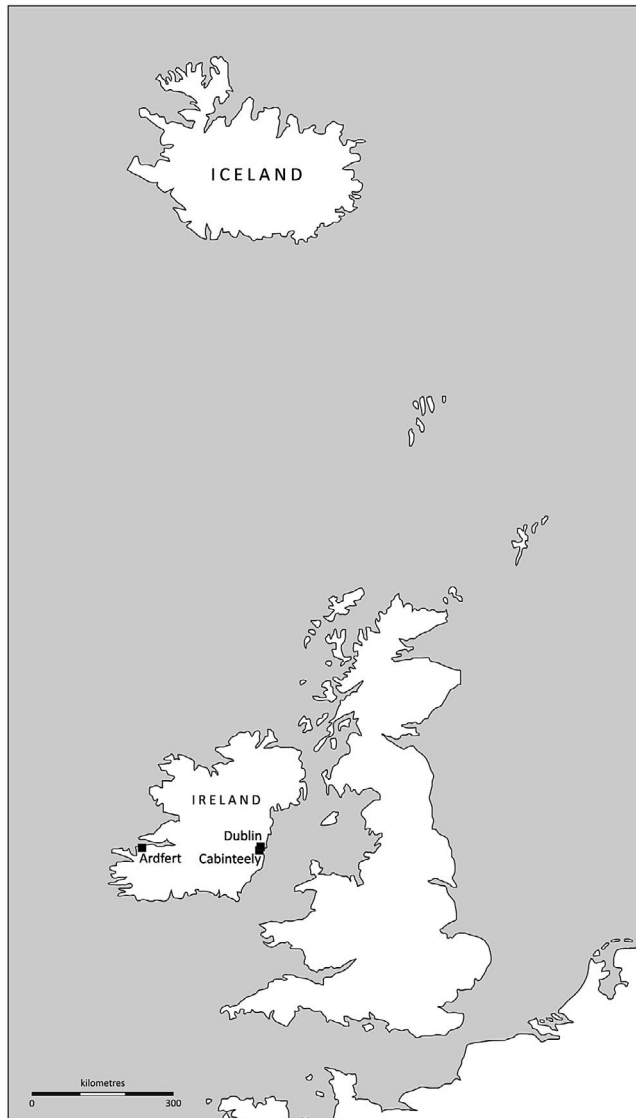 ICELAND
IRELAND
Dublin
Ardfert
Cabinteely
kilometres
0 300